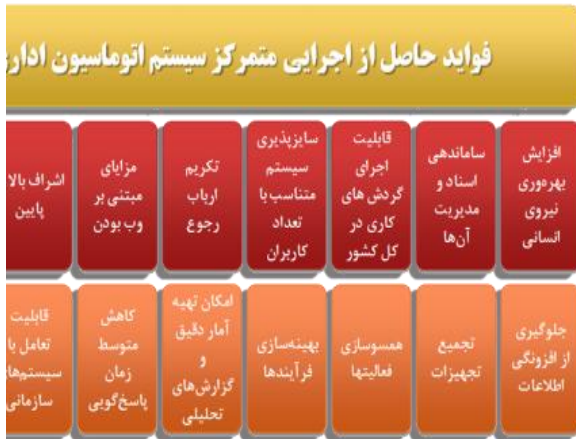 فواید حاصل از اجرایی متمرکز سیستم اتوماسیون اداری
افزایش
بهره‌وری
نیروی
انسانی
ساماندهی
اسناد و
مدیریت
آن‌ها
قابلیت
اجرای
گردش های
کاری در
کل کشور
سایزپذیری
سیستم
متناسب با
تعداد
کاربران
تکریم
ارباب
رجوع
مزایای
مبتنی بر
وب بودن
اشراف بالا
پایین
جلوگیری
از افزونگی
اطلاعات
تجمیع
تجهیزات
همسوسازی
فعالیتها
بهینه‌سازی
فرآیندها
امکان تهیه
آمار دقیق
و
گزارش‌های
تحلیلی
کاهش
متوسط
زمان
پاسخ‌گویی
قابلیت
تعامل با
سیستم‌های
سازمانی